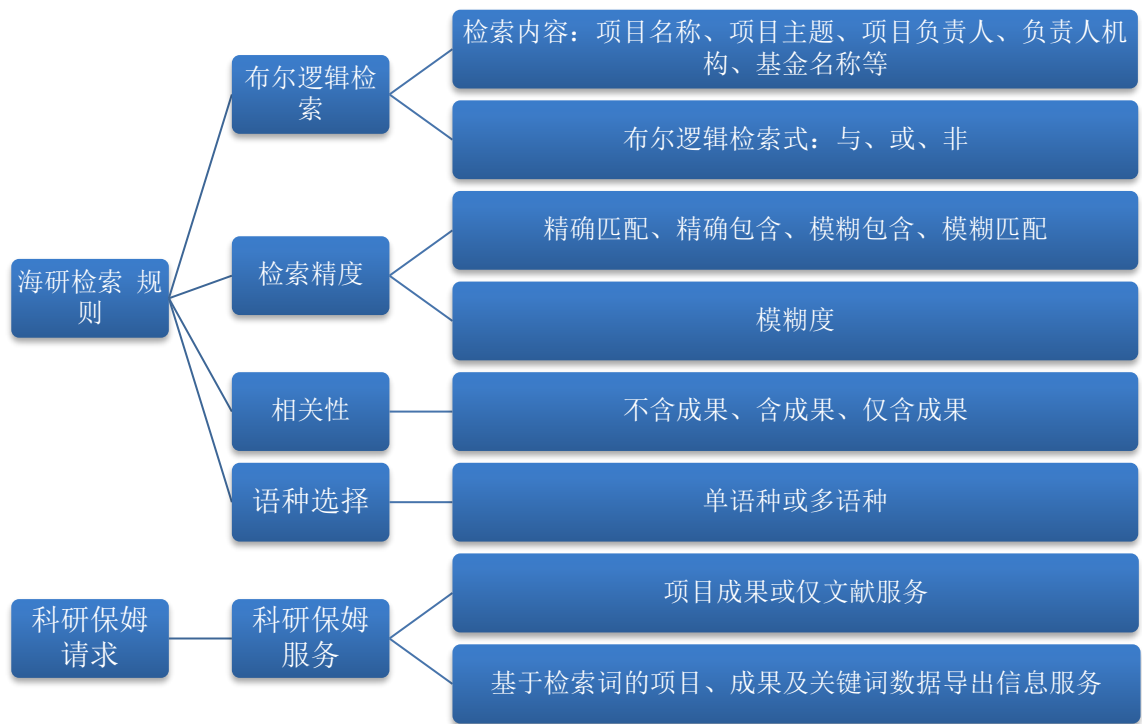 海研检索 规
则
布尔逻辑检
索
检索内容：项目名称、项目主题、项目负责人、负责人机
构、基金名称等
布尔逻辑检索式：与、或、非
检索精度
精确匹配、精确包含、模糊包含、模糊匹配
模糊度
相关性
不含成果、含成果、仅含成果
语种选择
单语种或多语种
科研保姆
请求
科研保姆
服务
项目成果或仅文献服务
基于检索词的项目、成果及关键词数据导出信息服务